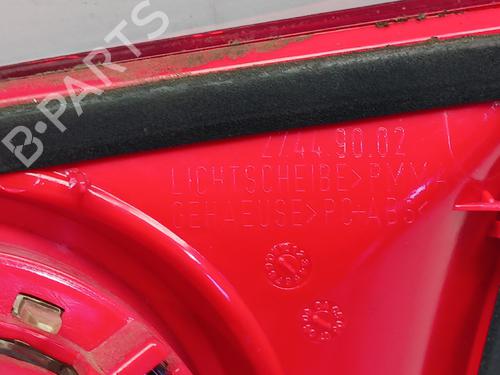 B-PARTS
2744.90.02
LICHTSCHEIBE>PMMA
GEHAEUSE>PC-ABS<